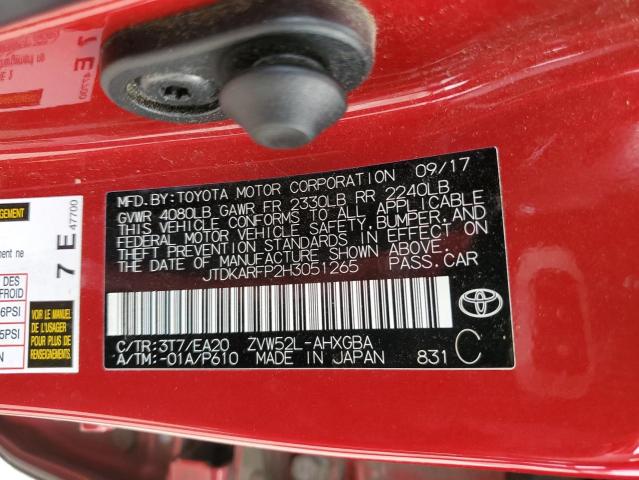 MFD.BY:TOYOTA MOTOR CORPORATION 09/17
GVWR 4080LB GAWR FR 2330LB RR 2240LB
THIS VEHICLE CONFORMS TO ALL APPLICABLE
FEDERAL MOTOR VEHICLE SAFETY,BUMPER,AND
THEFT PREVENTION STANDARDS IN EFFECT ON
THE DATE OF MANUFACTURE SHOWN ABOVE.
JTDKARFP2H3051265 PASS.CAR
C/TR:3T7/EA20 ZVW52L-AHXGBA
A/TM:-01A/P610 MADE IN JAPAN 831 C
7 E 47700
VOIR LE MANUEL
DE L'USAGER
POUR PLUS DE
RENSEIGNEMENTS
DES
FROID